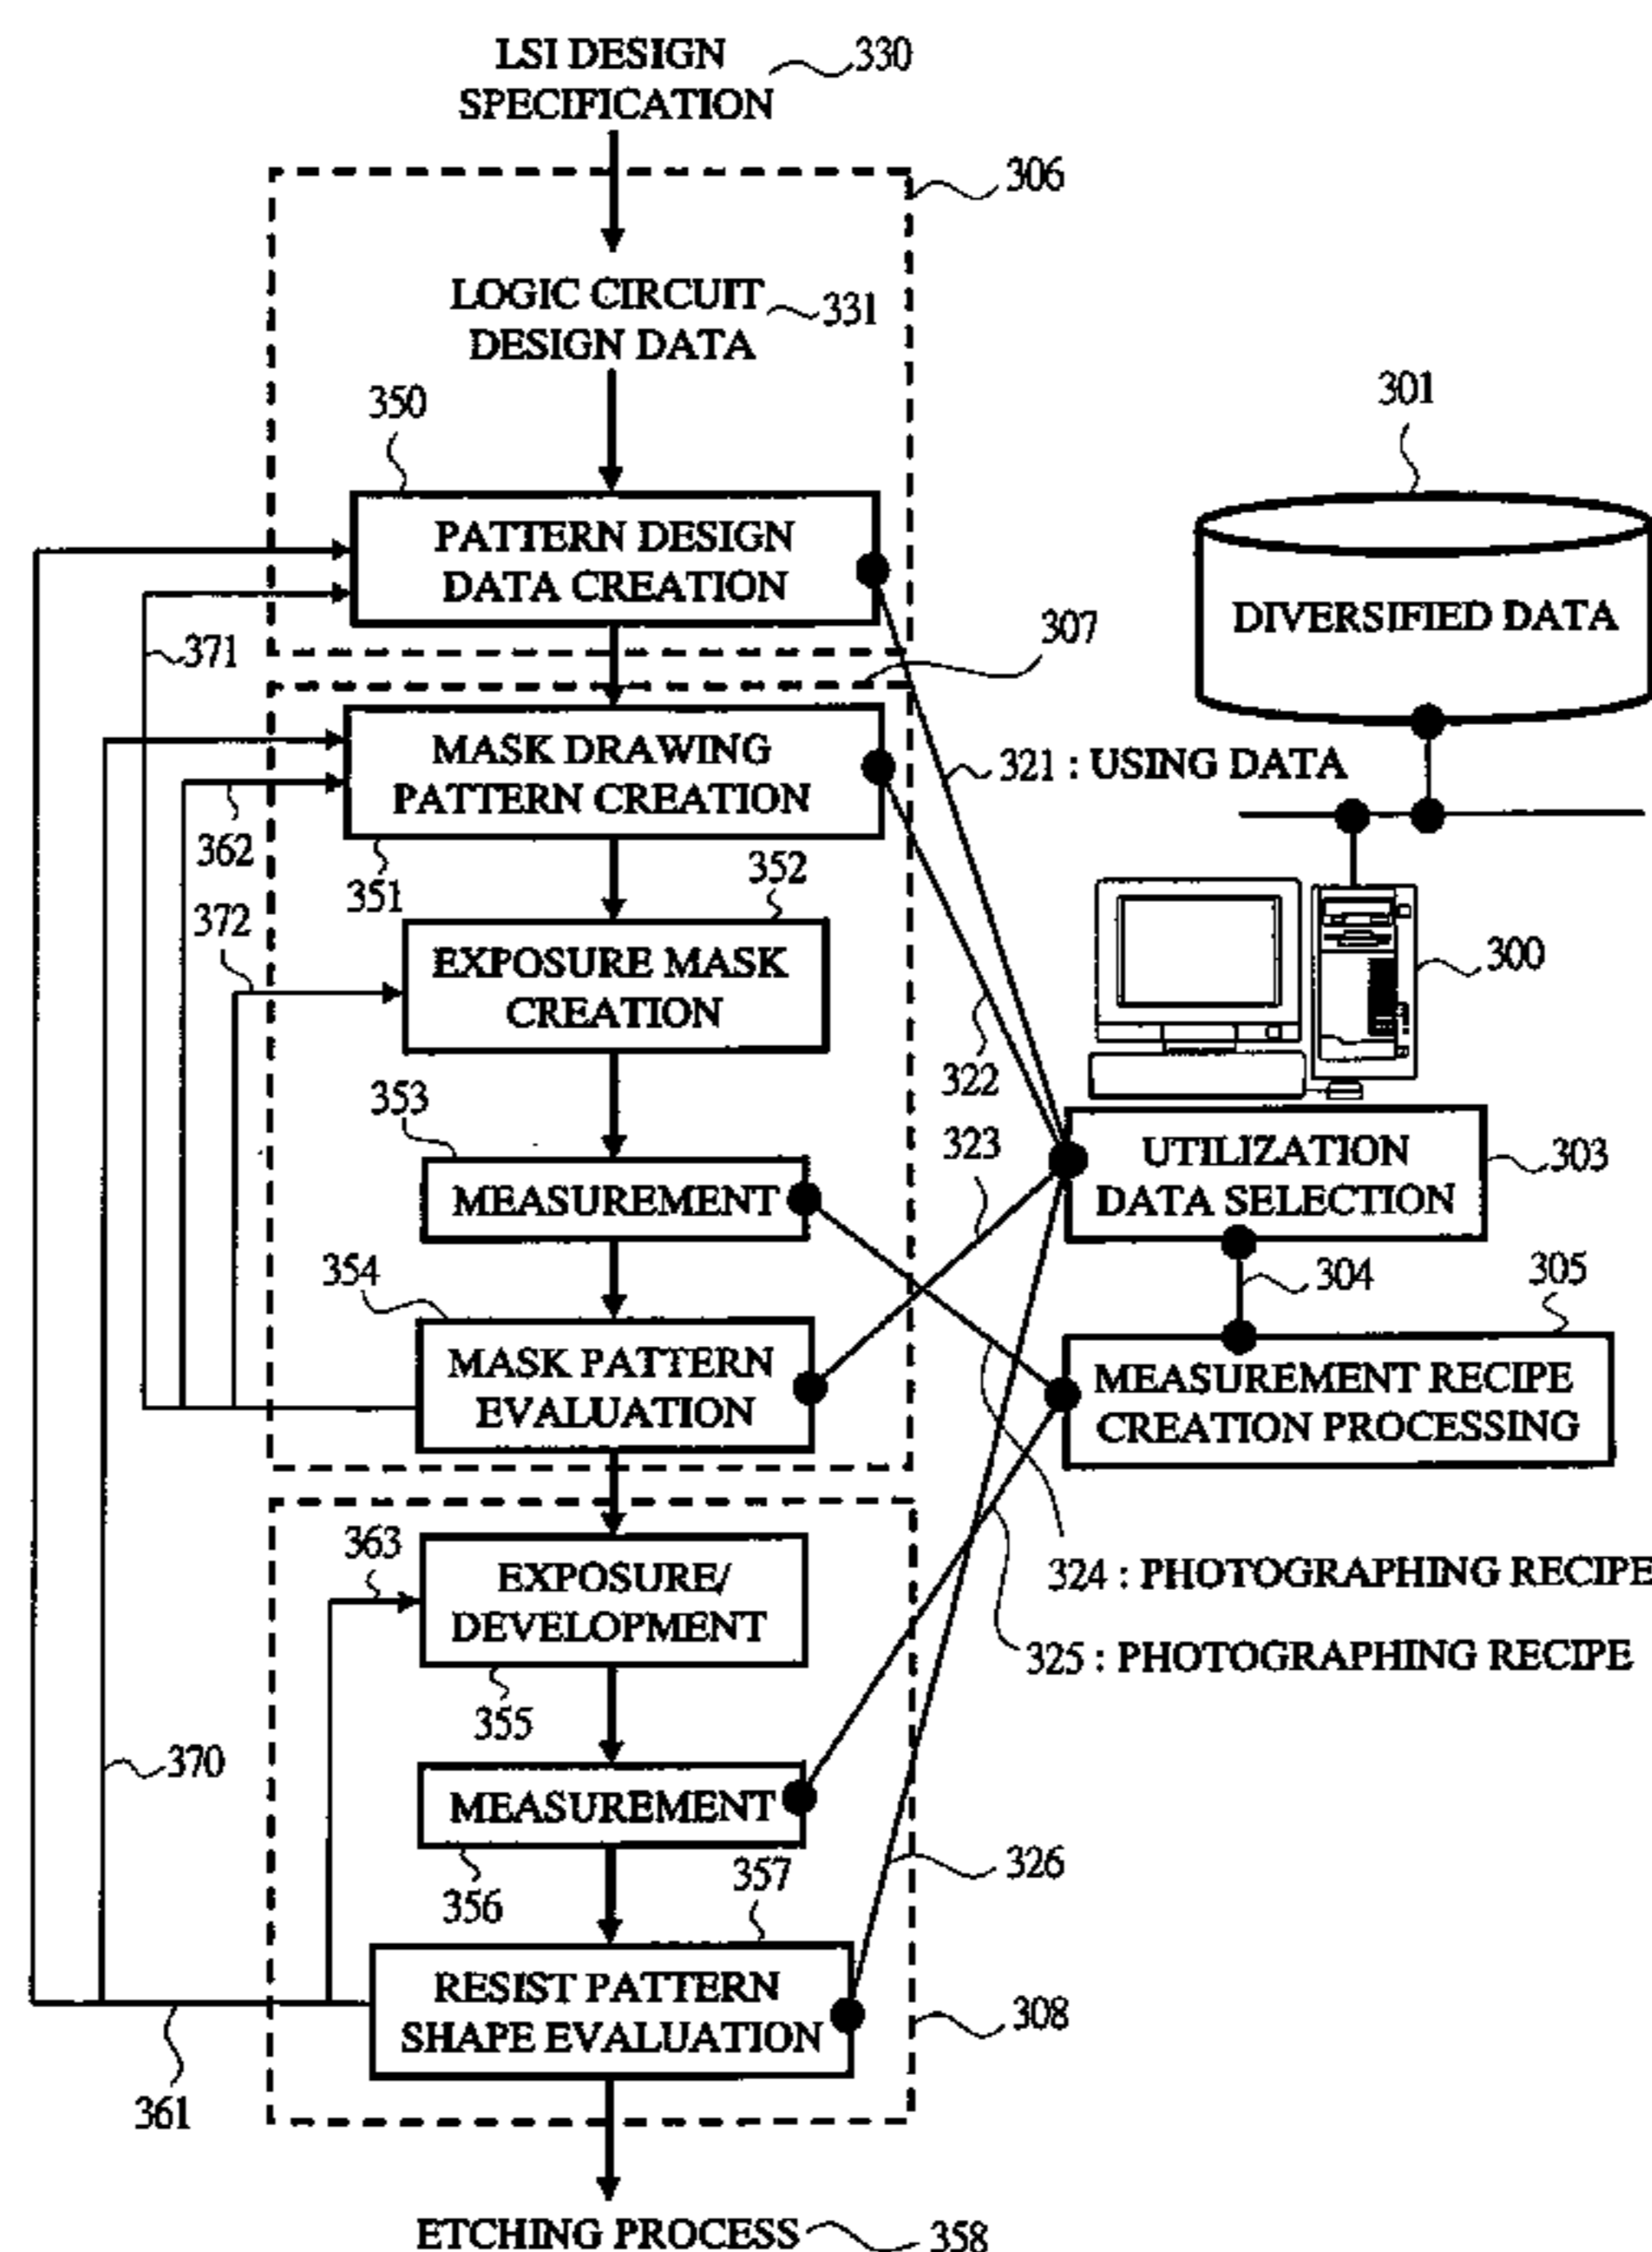 LSI DESIGN
SPECIFICATION
330
306
LOGIC CIRCUIT
DESIGN DATA
331
350
301
PATTERN DESIGN
DATA CREATION
DIVERSIFIED DATA
371
307
MASK DRAWING
PATTERN CREATION
321 : USING DATA
362
351
352
372
EXPOSURE MASK
CREATION
300
322
353
323
MEASUREMENT
UTILIZATION
DATA SELECTION
303
354
304
305
MASK PATTERN
EVALUATION
MEASUREMENT RECIPE
CREATION PROCESSING
363
EXPOSURE/
DEVELOPMENT
324 : PHOTOGRAPHING RECIPE
325 : PHOTOGRAPHING RECIPE
355
370
MEASUREMENT
356
357
326
RESIST PATTERN
SHAPE EVALUATION
308
361
ETCHING PROCESS
358